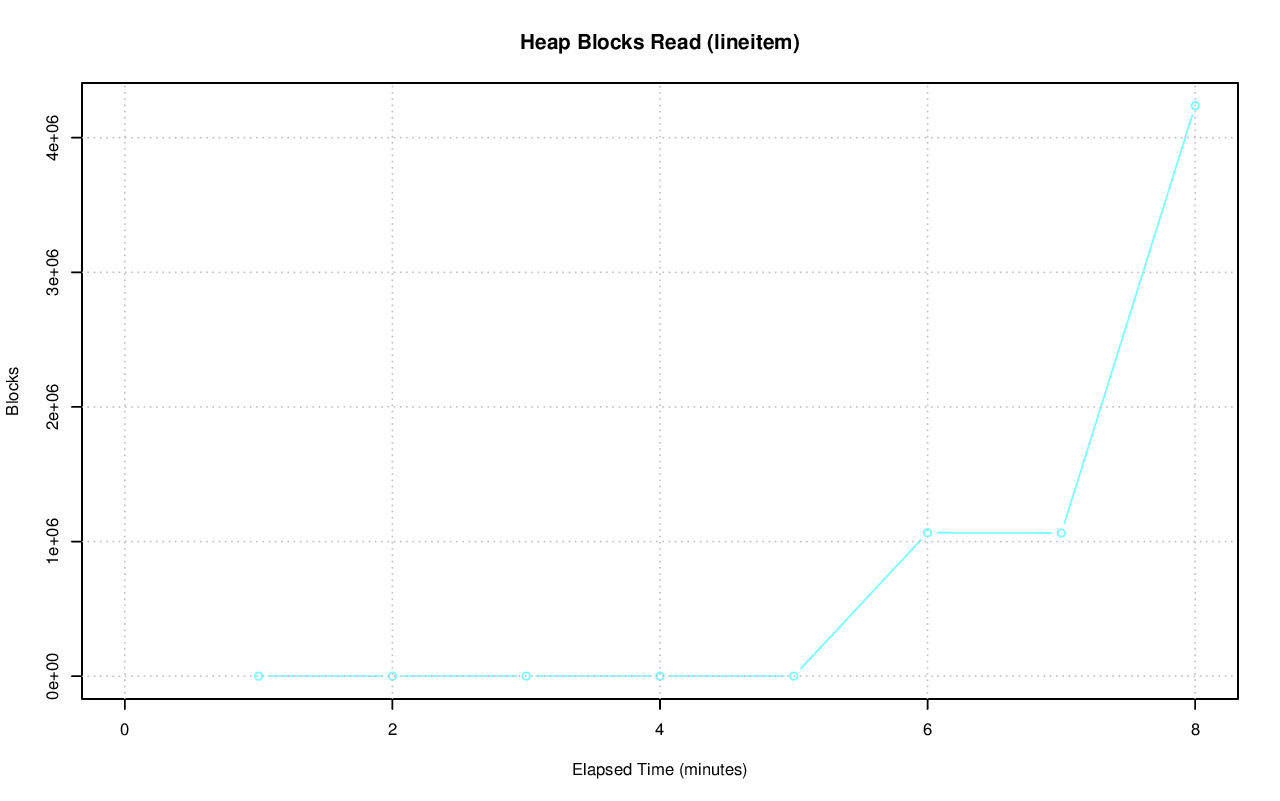 Heap Blocks Read (lineitem)
Blocks
4e+06
3e+06
2e+06
1e+06
0e+00
0 2 4 6 8
Elapsed Time (minutes)